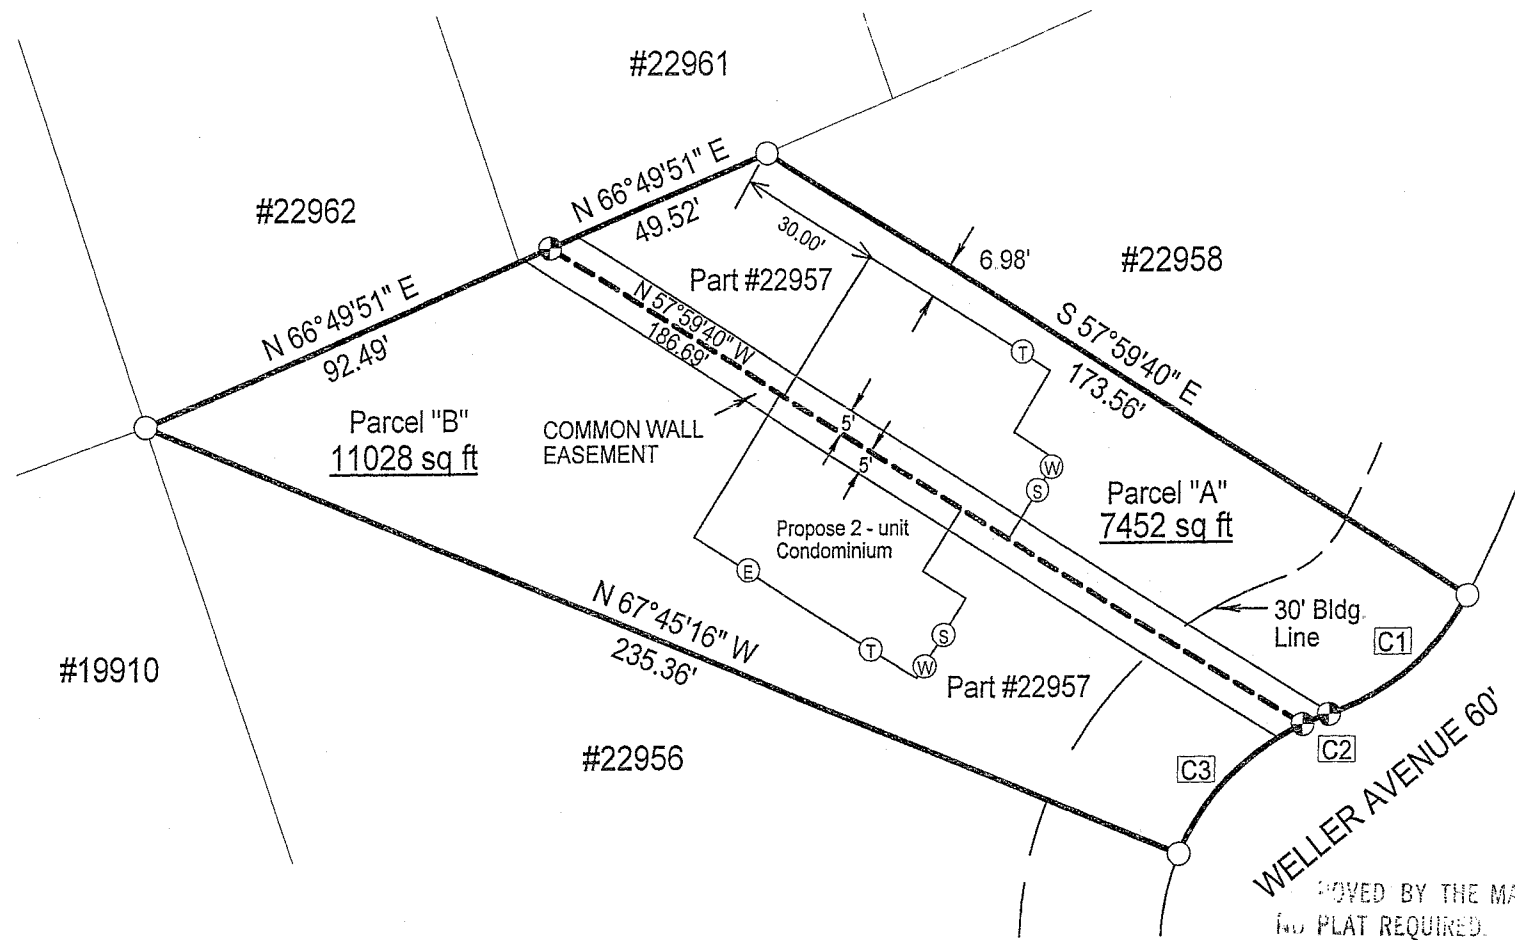 #22961
#22962
N 66°49'51" E
49.52'
30.00'
6.98'
#22958
Part #22957
N 66°49'51" E
92.49'
N 57°59'40" W
186.69'
S 57°59'40" E
173.56'
T
Parcel "B"
11028 sq ft
COMMON WALL
EASEMENT
5'
5'
W
S
Parcel "A"
7452 sq ft
Propose 2 - unit
Condominium
E
N 67°45'16" W
235.36'
30' Bldg.
Line
C1
S
T
W
#19910
Part #22957
#22956
C2
C3
WELLER AVENUE 60'
BY THE
NO PLAT REQUIRED.